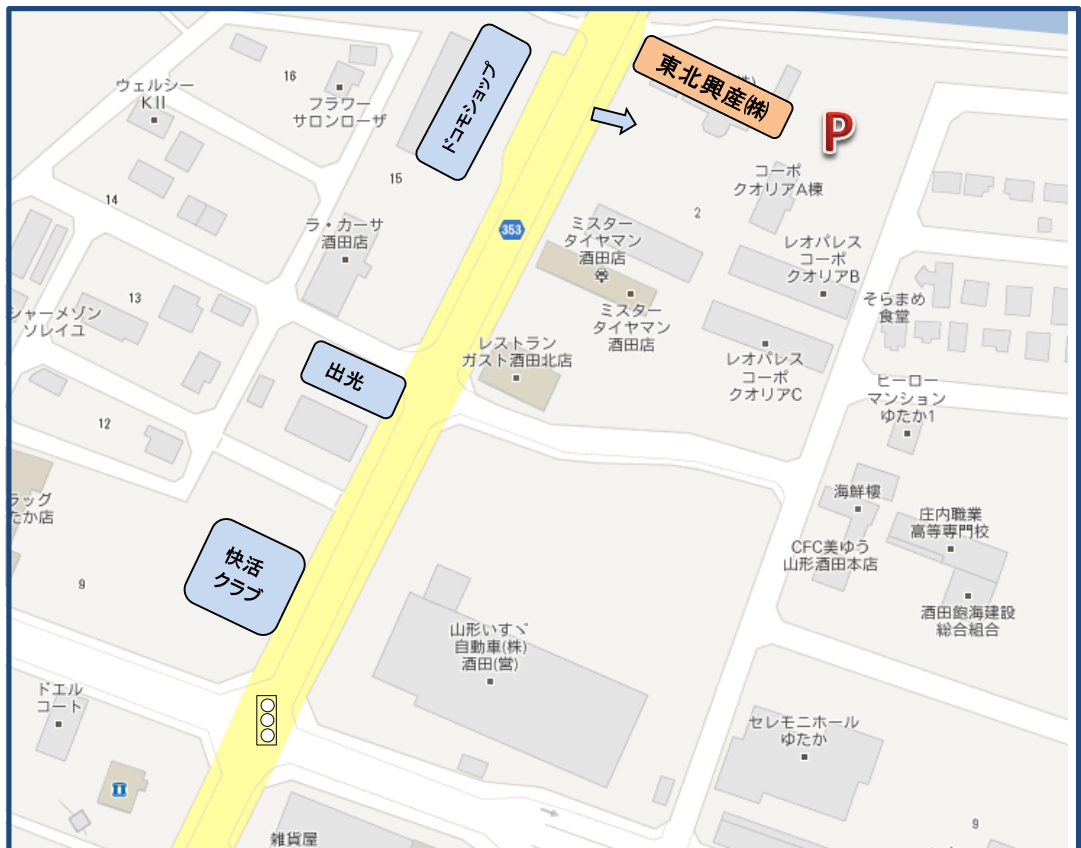 ドコモショップ
東北興産㈱
P
16
ウェルシー
KII
フラワー
サロンローザ
15
コーポ
クオリアA棟
14
2
ラ・カーサ
酒田店
353
ミスター
タイヤマン
酒田店
レオパレス
コーポ
クオリアB
13
シャーメゾン
ソレイユ
ミスター
タイヤマン
酒田店
そらまめ
食堂
レストラン
ガスト酒田北店
出光
レオパレス
コーポ
クオリアC
ヒーロー
マンション
ゆたか1
12
ラッグ
たか店
海鮮樓
庄内職業
高等専門校
快活
クラブ
CFC美ゆう
山形酒田本店
9
酒田飽海建設
総合組合
山形いすゞ
自動車(株)
酒田(営)
ドエル
コート
セレモニホール
ゆたか
9
雑貨屋